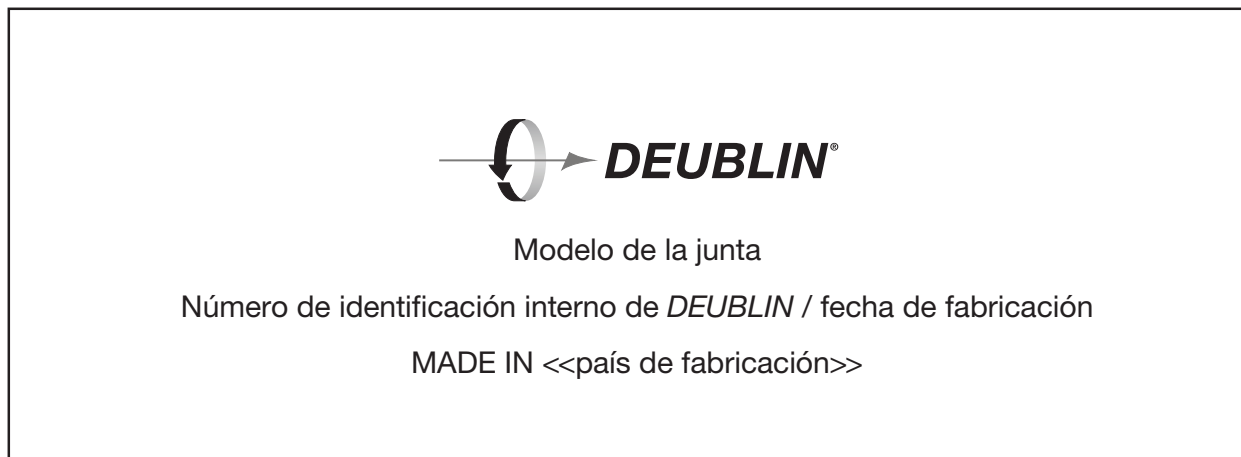 DEUBLIN®
Modelo de la junta
Número de identificación interno de DEUBLIN / fecha de fabricación
MADE IN <<país de fabricación>>